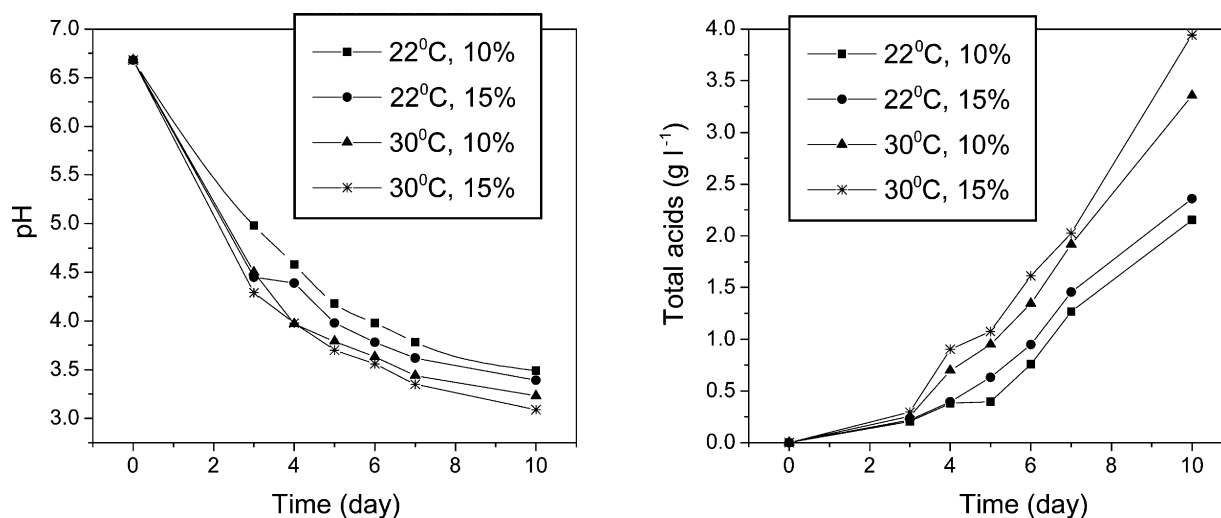 7.0
6.5
6.0
5.5
5.0
4.5
4.0
3.5
3.0
pH
22⁰C, 10%
22⁰C, 15%
30⁰C, 10%
30⁰C, 15%
0 2 4 6 8 10
Time (day)
4.0
3.5
3.0
2.5
2.0
1.5
1.0
0.5
0.0
Total acids (g l⁻¹)
22⁰C, 10%
22⁰C, 15%
30⁰C, 10%
30⁰C, 15%
0 2 4 6 8 10
Time (day)